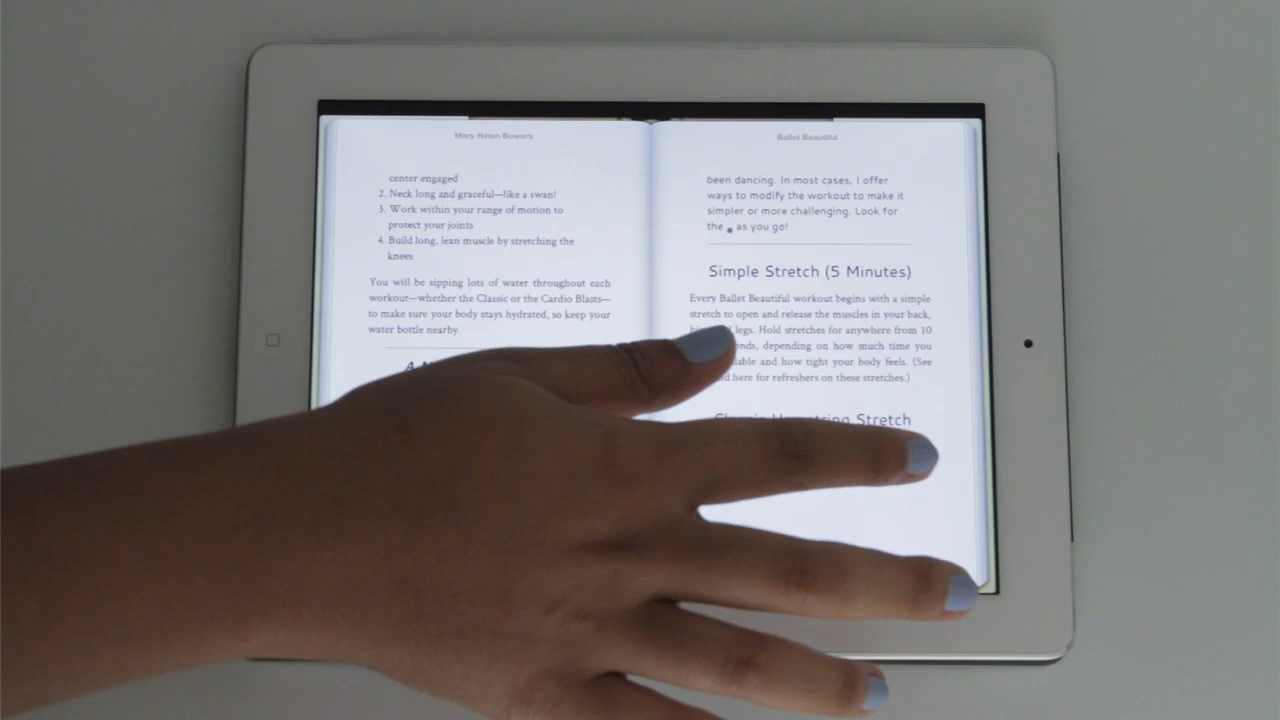 Mary Helen Bowers
center engaged
2. Neck long and graceful—like a swan!
3. Work within your range of motion to
protect your joints
4. Build long, lean muscle by stretching the
knees
You will be sipping lots of water throughout each
workout—whether the Classic or the Cardio Blasts—
to make sure your body stays hydrated, so keep your
water bottle nearby.
A
Ballet Beautiful
been dancing. In most cases, I offer
ways to modify the workout to make it
simpler or more challenging. Look for
the as you go!
Simple Stretch (5 Minutes)
Every Ballet Beautiful workout begins with a simple
stretch to open and release the muscles in your back,
legs. Hold stretches for anywhere from 10
depending on how much time you
and how tight your body feels. (See
here for refreshers on these stretches.)
Classic Hamstring Stretch